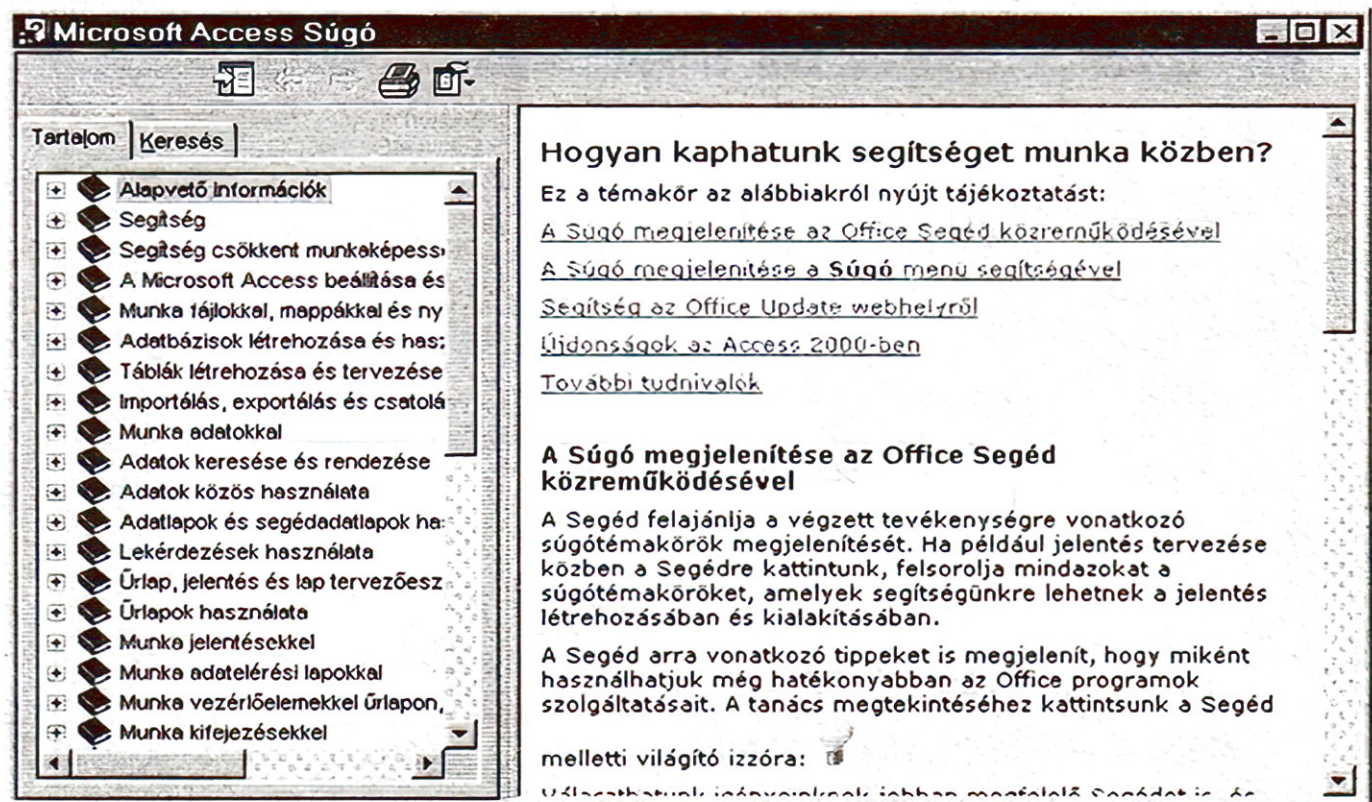 Microsoft Access Súgó
Tartalom
Keresés
Alapvető információk
Segítség
Segítség csökkent munkaképess
A Microsoft Access beállítása és
Munka fájlokkal, mappákkal és ny
Adatbázisok létrehozása és has
Táblák létrehozása és tervezése
Importálás, exportálás és csatolá
Munka adatokkal
Adatok keresése és rendezése
Adatok közös használata
Adatlapok és segédadatlapok ha
Lekérdezések használata
Űrlap, jelentés és lap tervezőesz
Űrlapok használata
Munka jelentésekkel
Munka adatelérési lapokkal
Munka vezérlőelemekkel űrlapon,
Munka kifejezésekkel
Hogyan kaphatunk segítséget munka közben?
Ez a témakör az alábbiakról nyújt tájékoztatást:
A Súgó megjelenítése az Office Segéd közreműködésével
A Súgó megjelenítése a Súgó menü segítségével
Segítség az Office Update webhelyről
Újdonságok az Access 2000-ben
További tudnivalók
A Súgó megjelenítése az Office Segéd
közreműködésével
A Segéd felajánlja a végzett tevékenységre vonatkozó
súgótémakörök megjelenítését. Ha például jelentés tervezése
közben a Segédre kattintunk, felsorolja mindazokat a
súgótémaköröket, amelyek segítségünkre lehetnek a jelentés
létrehozásában és kialakításában.
A Segéd arra vonatkozó tippeket is megjelenít, hogy miként
használhatjuk még hatékonyabban az Office programok
szolgáltatásait. A tanács megtekintéséhez kattintsunk a Segéd
melletti világító izzóra:
Választhatunk igényeinknek jobban megfelelő Segédet is, és